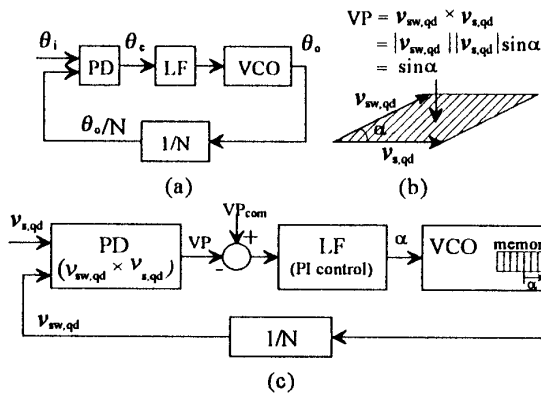 (a)
θi
PD
θe
LF
VCO
θo
θo/N
1/N
(b)
VP = vsw,qd × vs,qd
= |vsw,qd ||vs,qd|sinα
= sinα
vsw,qd
α
vs,qd
(a)
(b)
vs,qd
PD
(vsw,qd × vs,qd)
VP
VPcom
+
-
LF
(PI control)
α
VCO
memor
α
vsw,qd
1/N
(c)